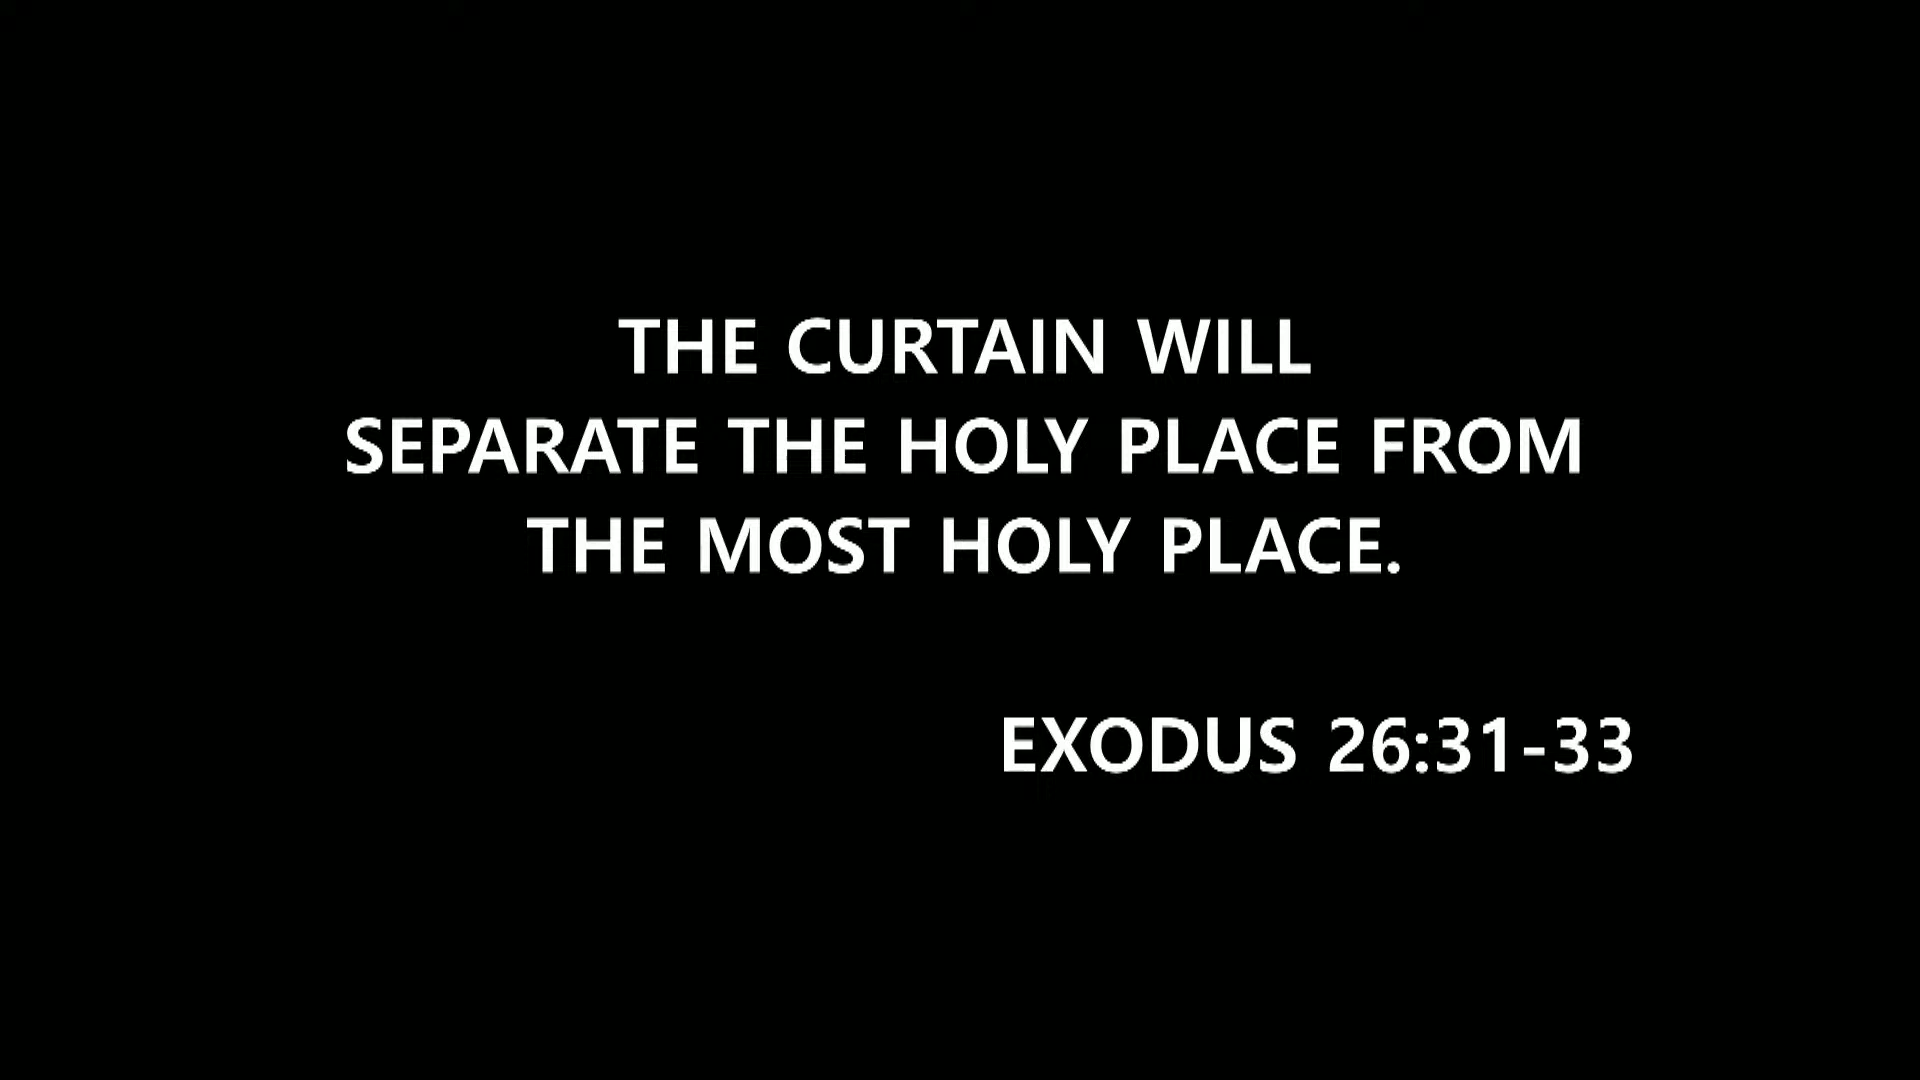 THE CURTAIN WILL
SEPARATE THE HOLY PLACE FROM
THE MOST HOLY PLACE.
EXODUS 26:31-33